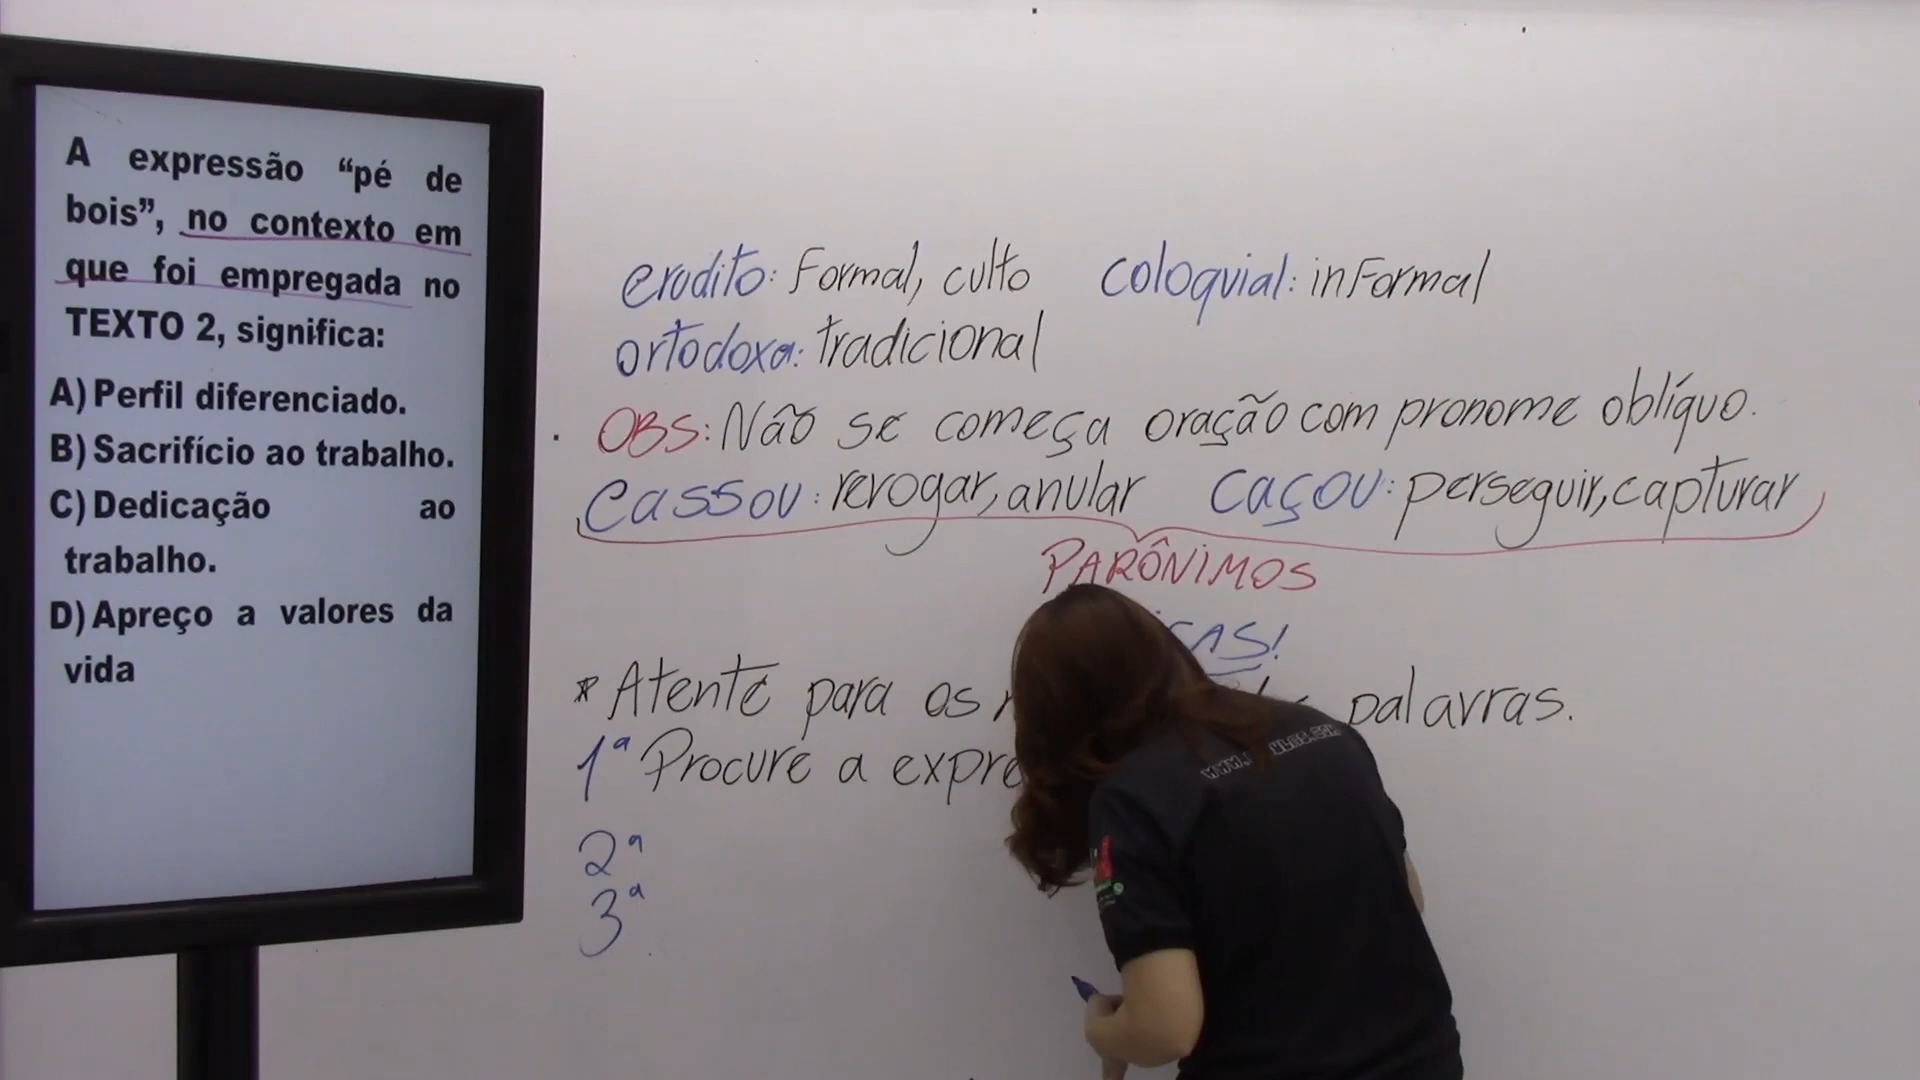 A expressão “pé de
bois”, no contexto em
que foi empregada no
TEXTO 2, significa:
A) Perfil diferenciado.
B) Sacrifício ao trabalho.
C) Dedicação ao
trabalho.
D) Apreço a valores da
vida
erudito: Formal, culto coloquial: inFormal
ortodoxa: tradicional
OBS: Não se começa oração com pronome oblíquo.
Cassou: revogar, anular Caçou: perseguir, capturar
PARÔNIMOS
* Atente para os palavras.
1ª Procure a
2ª
3ª